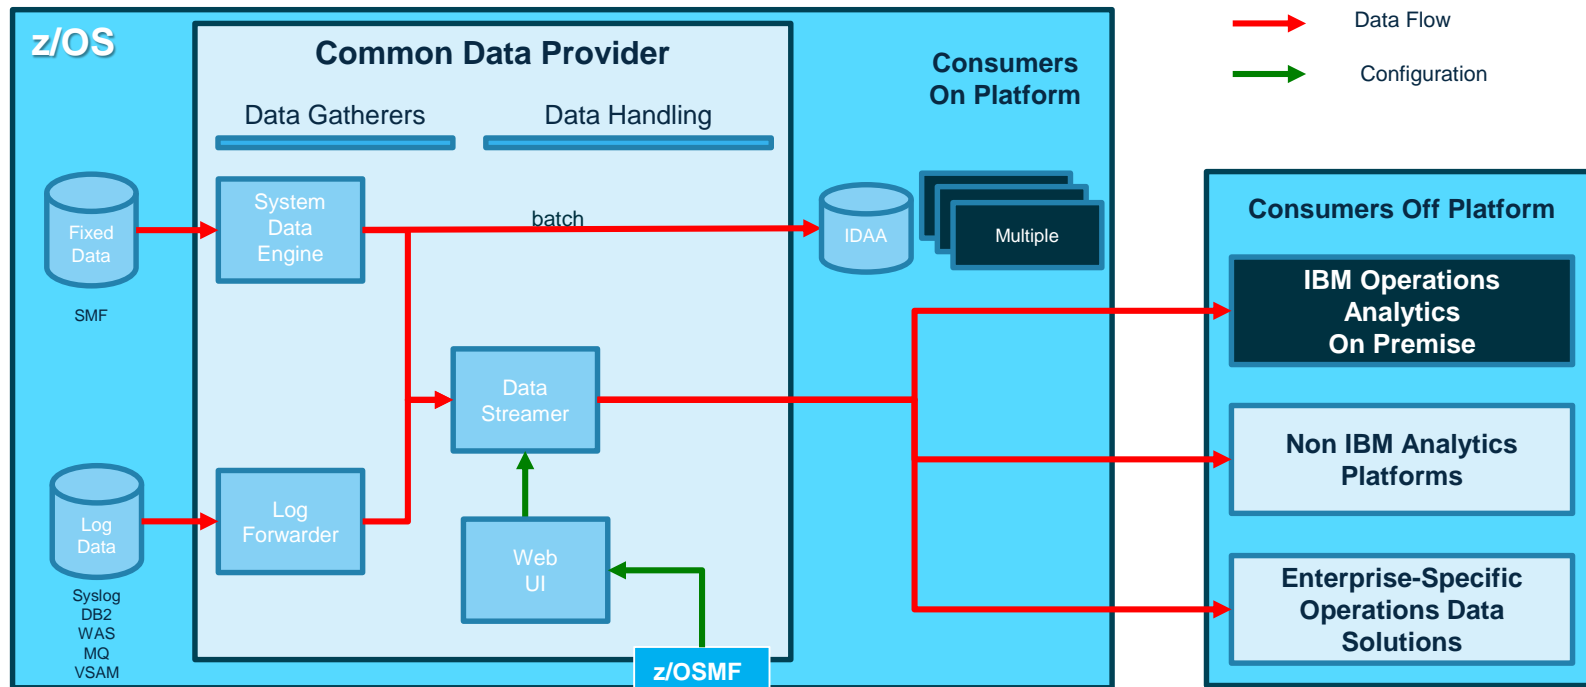 z/OS
Common Data Provider
Data Gatherers
Data Handling
Consumers
On Platform
Data Flow
Configuration
Fixed
Data
SMF
System
Data
Engine
batch
IDAA
Multiple
Data
Streamer
Log
Data
Syslog
DB2
WAS
MQ
VSAM
Log
Forwarder
Web
UI
z/OSMF
Consumers Off Platform
IBM Operations
Analytics
On Premise
Non IBM Analytics
Platforms
Enterprise-Specific
Operations Data
Solutions